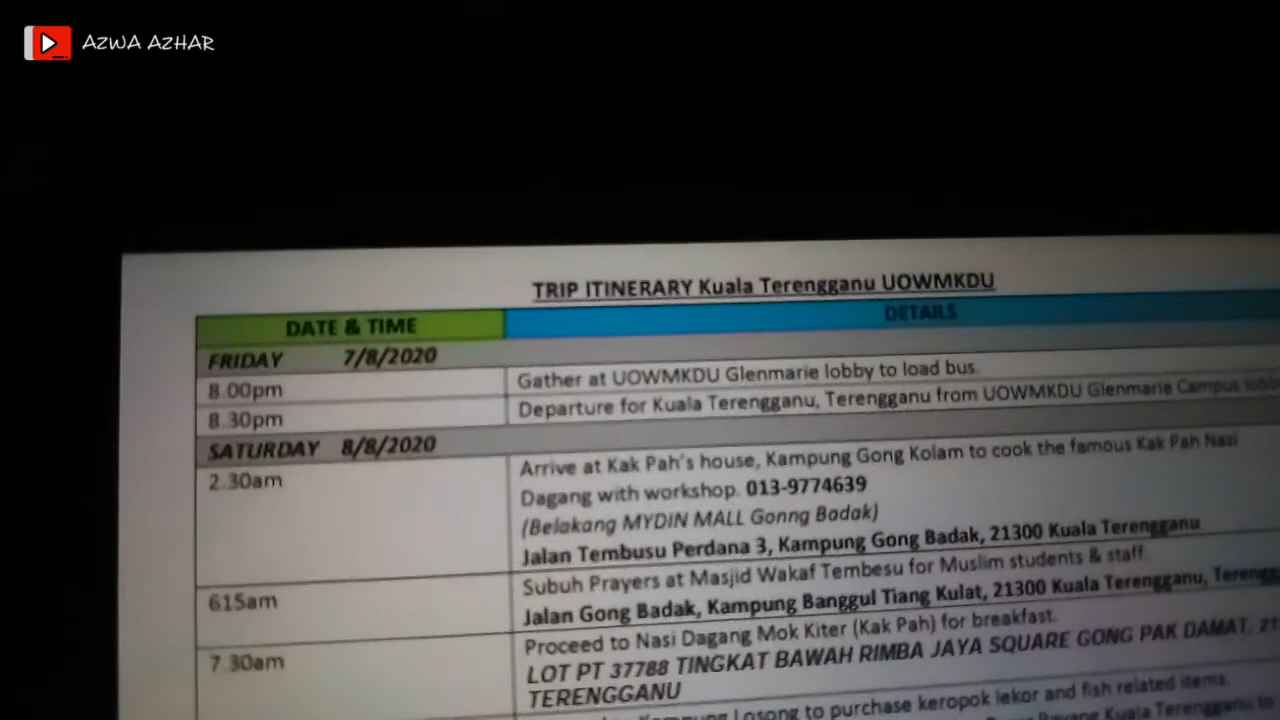 AZWA AZHAR
TRIP ITINERARY Kuala Terengganu UOWMKDU
DATE & TIME
DETAILS
FRIDAY 7/8/2020
8.00pm
Gather at UOWMKDU Glenmarie lobby to load bus.
8.30pm
Departure for Kuala Terengganu, Terengganu from UOWMKDU Glenmarie Campus
SATURDAY 8/8/2020
2.30am
Arrive at Kak Pah's house, Kampung Gong Kolam to cook the famous Kak Pah Nasi
Dagang with workshop. 013-9774639
(Belakang MYDIN MALL Gonng Badak)
Jalan Tembusu Perdana 3, Kampung Gong Badak, 21300 Kuala Terengganu
615am
Subuh Prayers at Masjid Wakaf Tembesu for Muslim students & staff.
Jalan Gong Badak, Kampung Banggul Tiang Kulat, 21300 Kuala Terengganu,
7.30am
Proceed to Nasi Dagang Mok Kiter (Kak Pah) for breakfast.
LOT PT 37788 TINGKAT BAWAH RIMBA JAYA SQUARE GONG PAK DAMAT,
TERENGGANU
Kampung Losong to purchase keropok lekor and fish related items.
Kuala Terengganu to